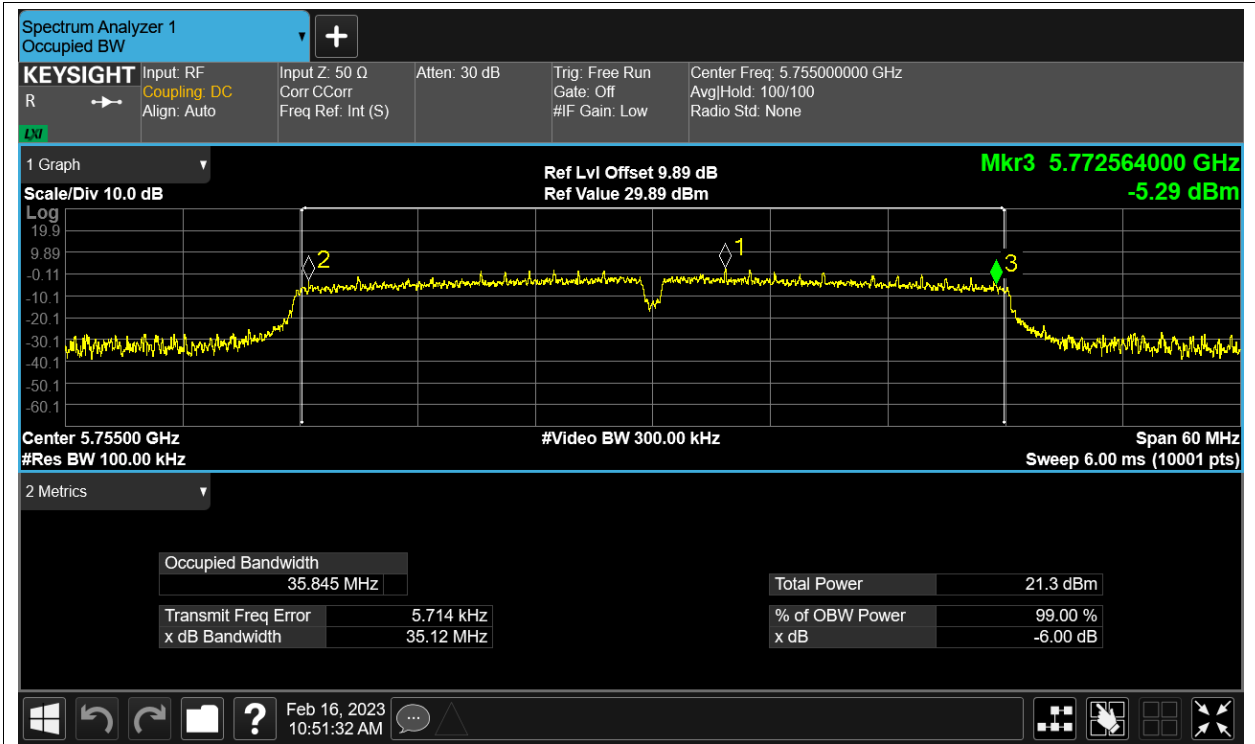 Spectrum Analyzer 1
Occupied BW
+
KEYSIGHT Input: RF Input Z: 50 Ω Atten: 30 dB Trig: Free Run Center Freq: 5.755000000 GHz
R Coupling: DC Corr CCorr Gate: Off Avg|Hold: 100/100
Align: Auto Freq Ref: Int (S) #IF Gain: Low Radio Std: None
LXI
1 Graph
Ref Lvl Offset 9.89 dB Mkr3 5.772564000 GHz
Scale/Div 10.0 dB Ref Value 29.89 dBm -5.29 dBm
Log
19.9
9.89
-0.11
-10.1
-20.1
-30.1
-40.1
-50.1
-60.1
2
1
3
Center 5.75500 GHz #Video BW 300.00 kHz Span 60 MHz
#Res BW 100.00 kHz Sweep 6.00 ms (10001 pts)
2 Metrics
Occupied Bandwidth
35.845 MHz Total Power 21.3 dBm
Transmit Freq Error 5.714 kHz % of OBW Power 99.00 %
x dB Bandwidth 35.12 MHz x dB -6.00 dB
? Feb 16, 2023
10:51:32 AM